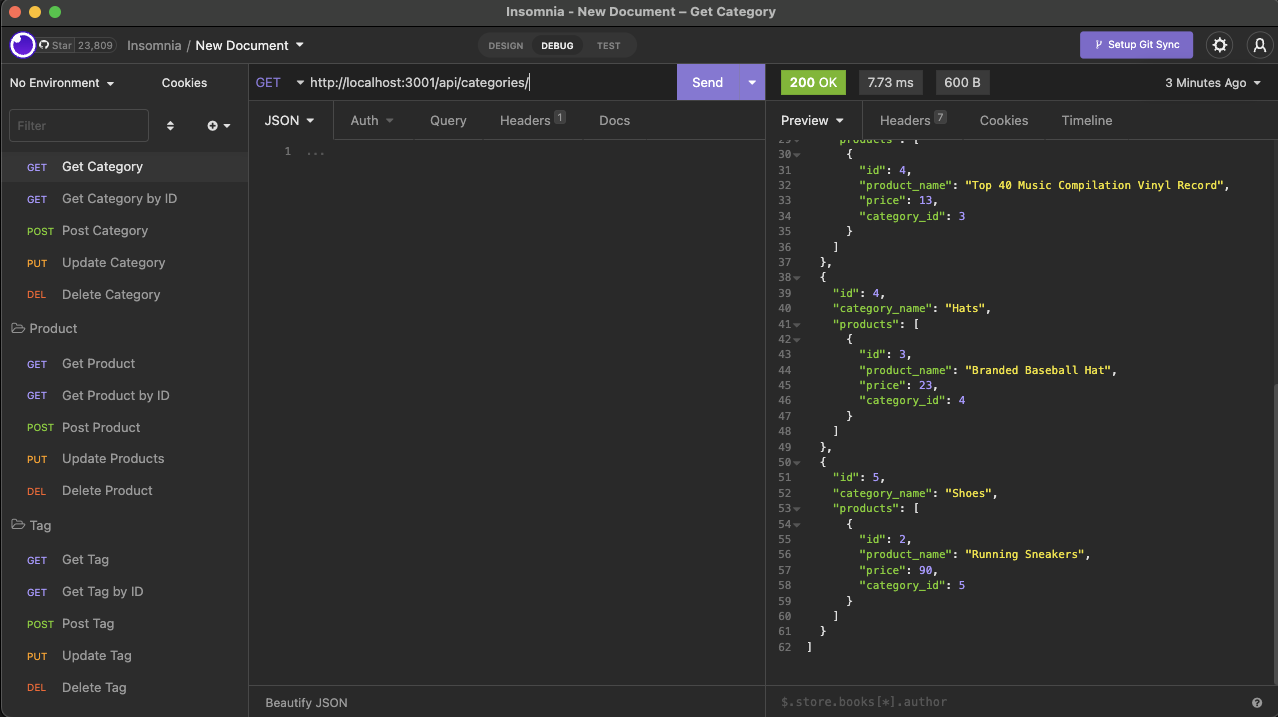 Insomnia - New Document – Get Category
Star 23,809
Insomnia / New Document
DESIGN DEBUG TEST
Setup Git Sync
No Environment
Cookies
Filter
GET Get Category
GET Get Category by ID
POST Post Category
PUT Update Category
DEL Delete Category
Product
GET Get Product
GET Get Product by ID
POST Post Product
PUT Update Products
DEL Delete Product
Tag
GET Get Tag
GET Get Tag by ID
POST Post Tag
PUT Update Tag
DEL Delete Tag
GET http://localhost:3001/api/categories/
Send
JSON Auth Query Headers 1 Docs
1 ...
Beautify JSON
200 OK 7.73 ms 600 B 3 Minutes Ago
Preview Headers 7 Cookies Timeline
29 "products": [
30 {
31 "id": 4,
32 "product_name": "Top 40 Music Compilation Vinyl Record",
33 "price": 13,
34 "category_id": 3
35 }
36 ]
37 },
38 {
39 "id": 4,
40 "category_name": "Hats",
41 "products": [
42 {
43 "id": 3,
44 "product_name": "Branded Baseball Hat",
45 "price": 23,
46 "category_id": 4
47 }
48 ]
49 },
50 {
51 "id": 5,
52 "category_name": "Shoes",
53 "products": [
54 {
55 "id": 2,
56 "product_name": "Running Sneakers",
57 "price": 90,
58 "category_id": 5
59 }
60 ]
61 }
62 ]
$.store.books[*].author
?